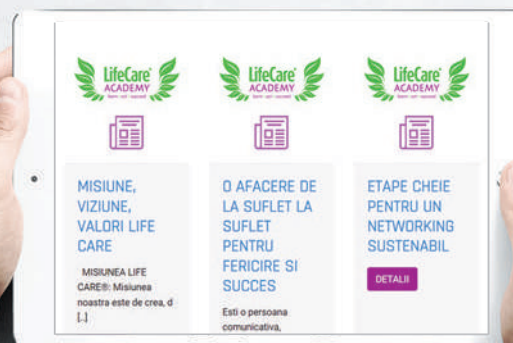 LifeCare®
ACADEMY
learn - act - succeed
LifeCare®
ACADEMY
learn - act - succeed
LifeCare®
ACADEMY
learn - act - succeed
MISIUNE,
VIZIUNE,
VALORI LIFE
CARE
MISIUNEA LIFE
CARE®: Misiunea
noastra este de crea, d
[..]
O AFACERE DE
LA SUFLET LA
SUFLET
PENTRU
FERICIRE SI
SUCCES
Esti o persoana
comunicativa,
ETAPE CHEIE
PENTRU UN
NETWORKING
SUSTENABIL
DETALII